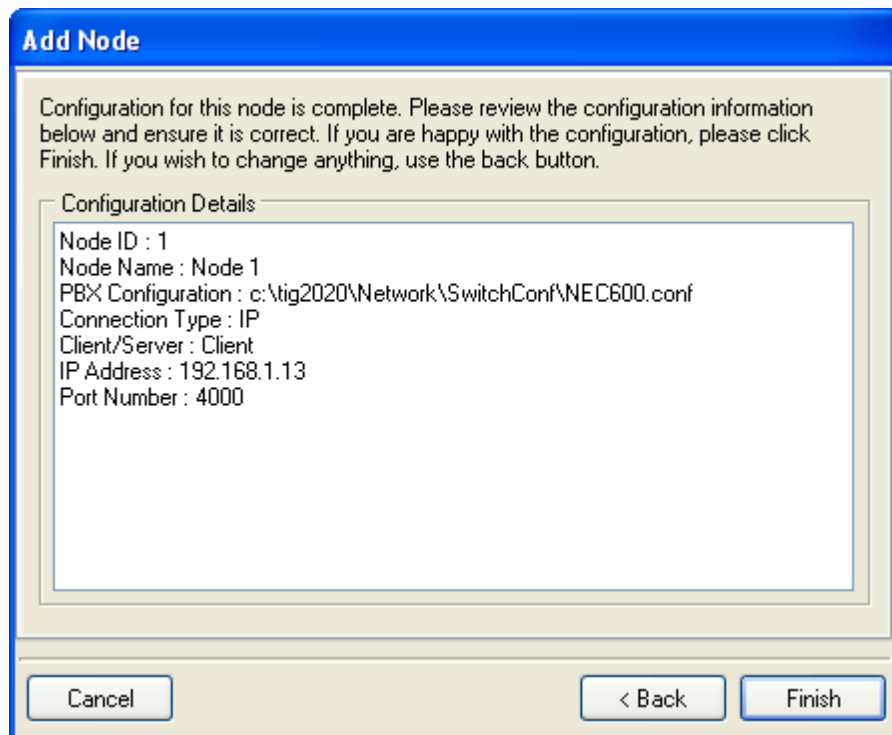 Add Node
Configuration for this node is complete. Please review the configuration information
below and ensure it is correct. If you are happy with the configuration, please click
Finish. If you wish to change anything, use the back button.
Configuration Details
Node ID : 1
Node Name : Node 1
PBX Configuration : c:\tig2020\Network\SwitchConf\NEC600.conf
Connection Type : IP
Client/Server : Client
IP Address : 192.168.1.13
Port Number : 4000
Cancel
< Back
Finish